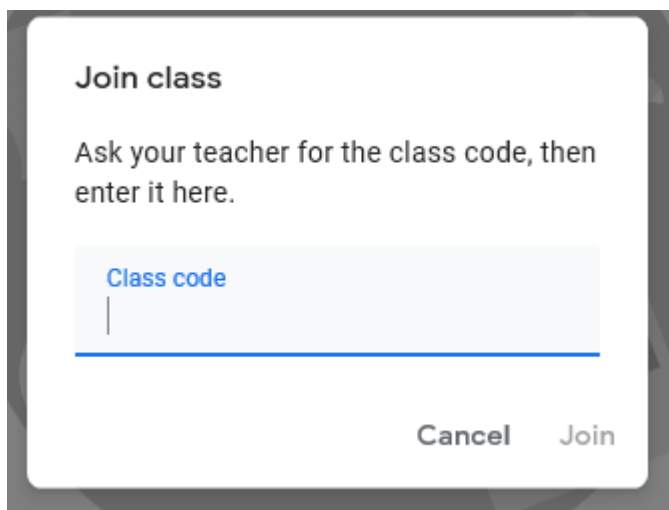 Join class
Ask your teacher for the class code, then
enter it here.
Class code
Cancel Join